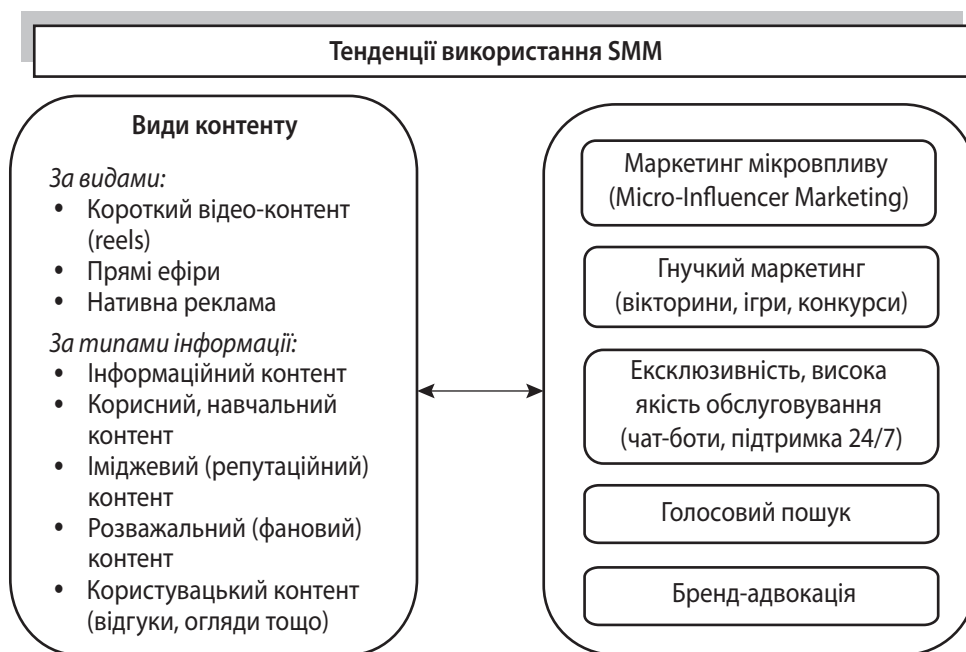 Тенденції використання SMM
Види контенту
За видами:
• Короткий відео-контент
(reels)
• Прямі ефіри
• Нативна реклама
За типами інформації:
• Інформаційний контент
• Корисний, навчальний
контент
• Іміджевий (репутаційний)
контент
• Розважальний (фановий)
контент
• Користувацький контент
(відгуки, огляди тощо)
Маркетинг мікровпливу
(Micro-Influencer Marketing)
Гнучкий маркетинг
(вікторини, ігри, конкурси)
Ексклюзивність, висока
якість обслуговування
(чат-боти, підтримка 24/7)
Голосовий пошук
Бренд-адвокація